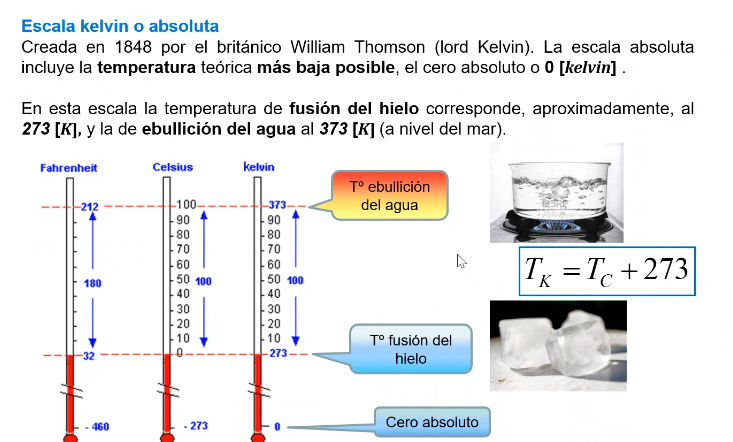 Escala kelvin o absoluta
Creada en 1848 por el británico William Thomson (lord Kelvin). La escala absoluta
incluye la temperatura teórica más baja posible, el cero absoluto o 0 [kelvin] .
En esta escala la temperatura de fusión del hielo corresponde, aproximadamente, al
273 [K], y la de ebullición del agua al 373 [K] (a nivel del mar).
Fahrenheit
212
180
32
- 460
Celsius
100
90
80
70
60
50 100
40
30
20
10
0
- 273
kelvin
373
90
80
70
60
50 100
40
30
20
10
273
0
Tº ebullición
del agua
Tº fusión del
hielo
Cero absoluto
T_K = T_C + 273